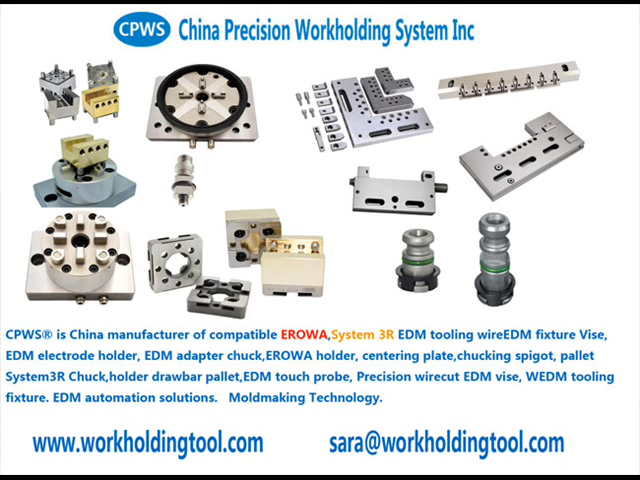 CPWS China Precision Workholding System Inc
CPWS® is China manufacturer of compatible EROWA,System 3R EDM tooling wireEDM fixture Vise,
EDM electrode holder, EDM adapter chuck,EROWA holder, centering plate,chucking spigot, pallet
System3R Chuck,holder drawbar pallet,EDM touch probe, Precision wirecut EDM vise, WEDM tooling
fixture. EDM automation solutions. Moldmaking Technology.
www.workholdingtool.com sara@workholdingtool.com